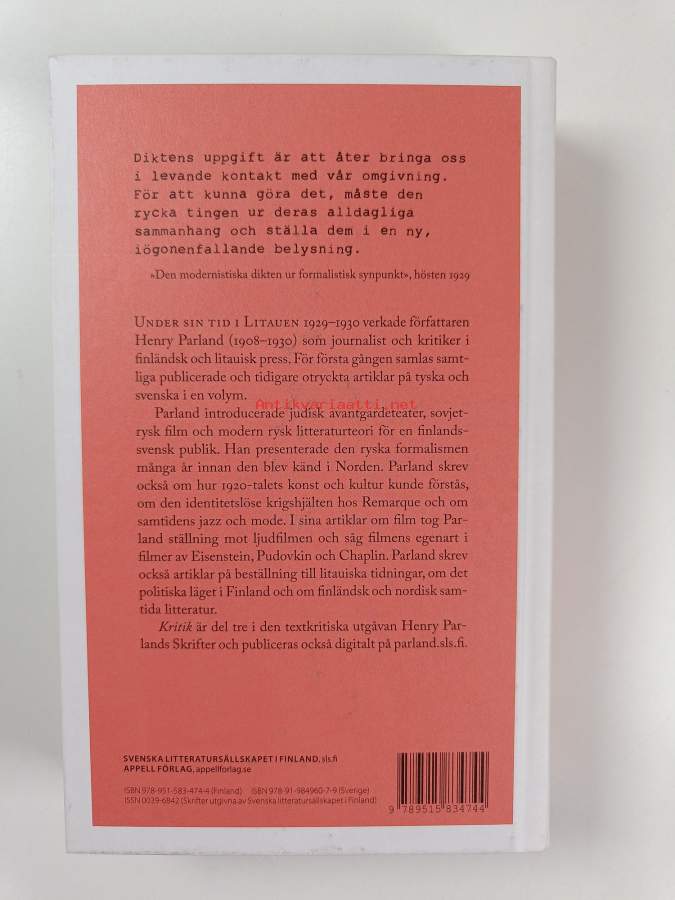 Diktens uppgift är att åter bringa oss
i levande kontakt med vår omgivning.
För att kunna göra det, måste den
rycka tingen ur deras alldagliga
sammanhang och ställa dem i en ny,
iögonenfallande belysning.
»Den modernistiska dikten ur formalistisk synpunkt», hösten 1929
Under sin tid i Litauen 1929–1930 verkade författaren
Henry Parland (1908–1930) som journalist och kritiker i
finländsk och litauisk press. För första gången samlas samt-
liga publicerade och tidigare otryckta artiklar på tyska och
svenska i en volym.
Antikvariaatti.net
Parland introducerade judisk avantgardeteater, sovjet-
rysk film och modern rysk litteraturteori för en finlands-
svensk publik. Han presenterade den ryska formalismen
många år innan den blev känd i Norden. Parland skrev
också om hur 1920-talets konst och kultur kunde förstås,
om den identitetslöse krigshjälten hos Remarque och om
samtidens jazz och mode. I sina artiklar om film tog Par-
land ställning mot ljudfilmen och såg filmens egenart i
filmer av Eisenstein, Pudovkin och Chaplin. Parland skrev
också artiklar på beställning till litauiska tidningar, om det
politiska läget i Finland och om finländsk och nordisk sam-
tida litteratur.
Kritik är del tre i den textkritiska utgåvan Henry Par-
lands Skrifter och publiceras också digitalt på parland.sls.fi.
SVENSKA LITTERATURSÄLLSKAPET I FINLAND, sls.fi
APPELL FÖRLAG, appellforlag.se
ISBN 978-951-583-474-4 (Finland) ISBN 978-91-984960-7-9 (Sverige)
ISSN 0039-6842 (Skrifter utgivna av Svenska litteratursällskapet i Finland)
9 789515 834744